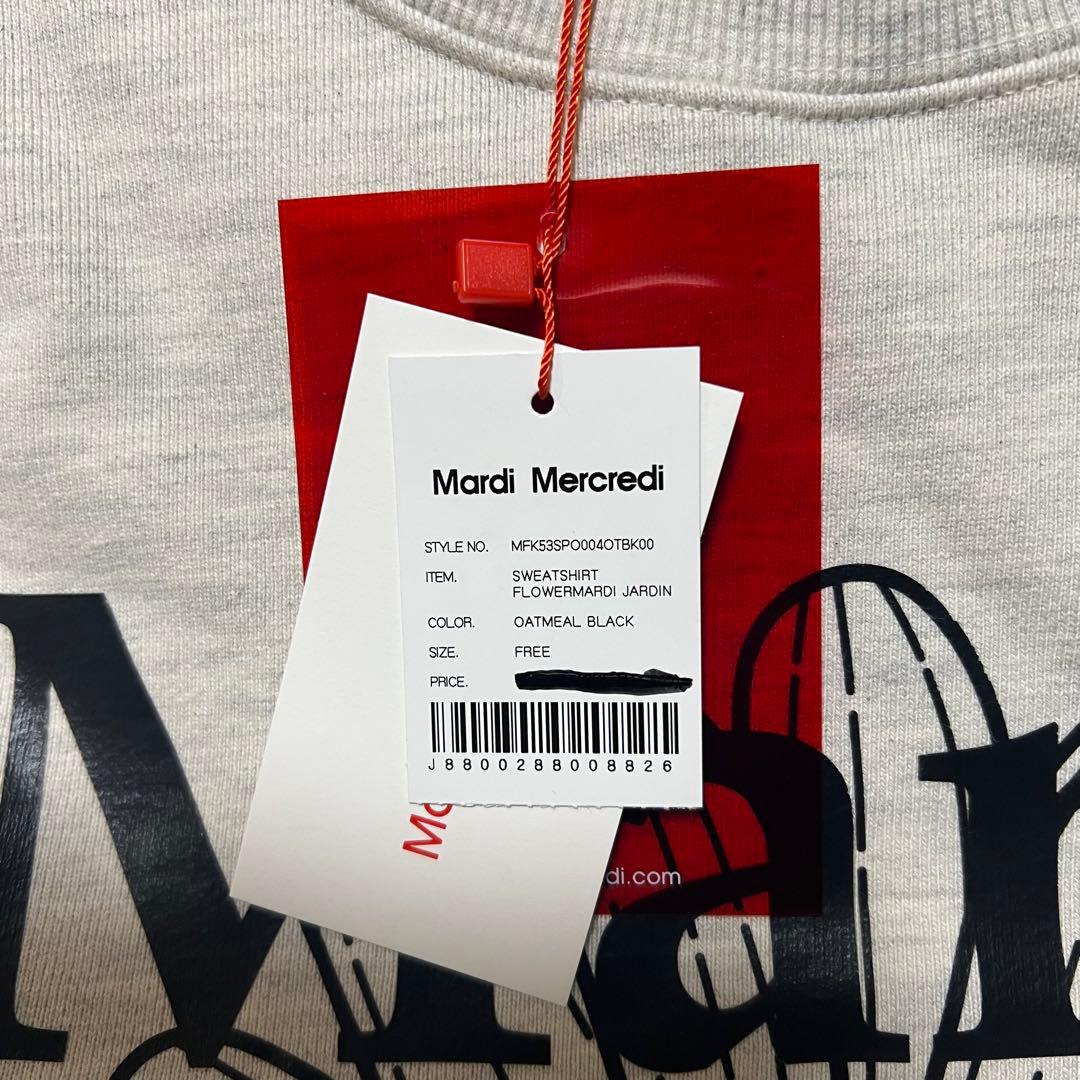 Mardi Mercredi
STYLE NO. MFK53SPO004OTBK00
ITEM. SWEATSHIRT
FLOWERMARDI JARDIN
COLOR. OATMEAL BLACK
SIZE. FREE
PRICE.
J8800288008826
di.com